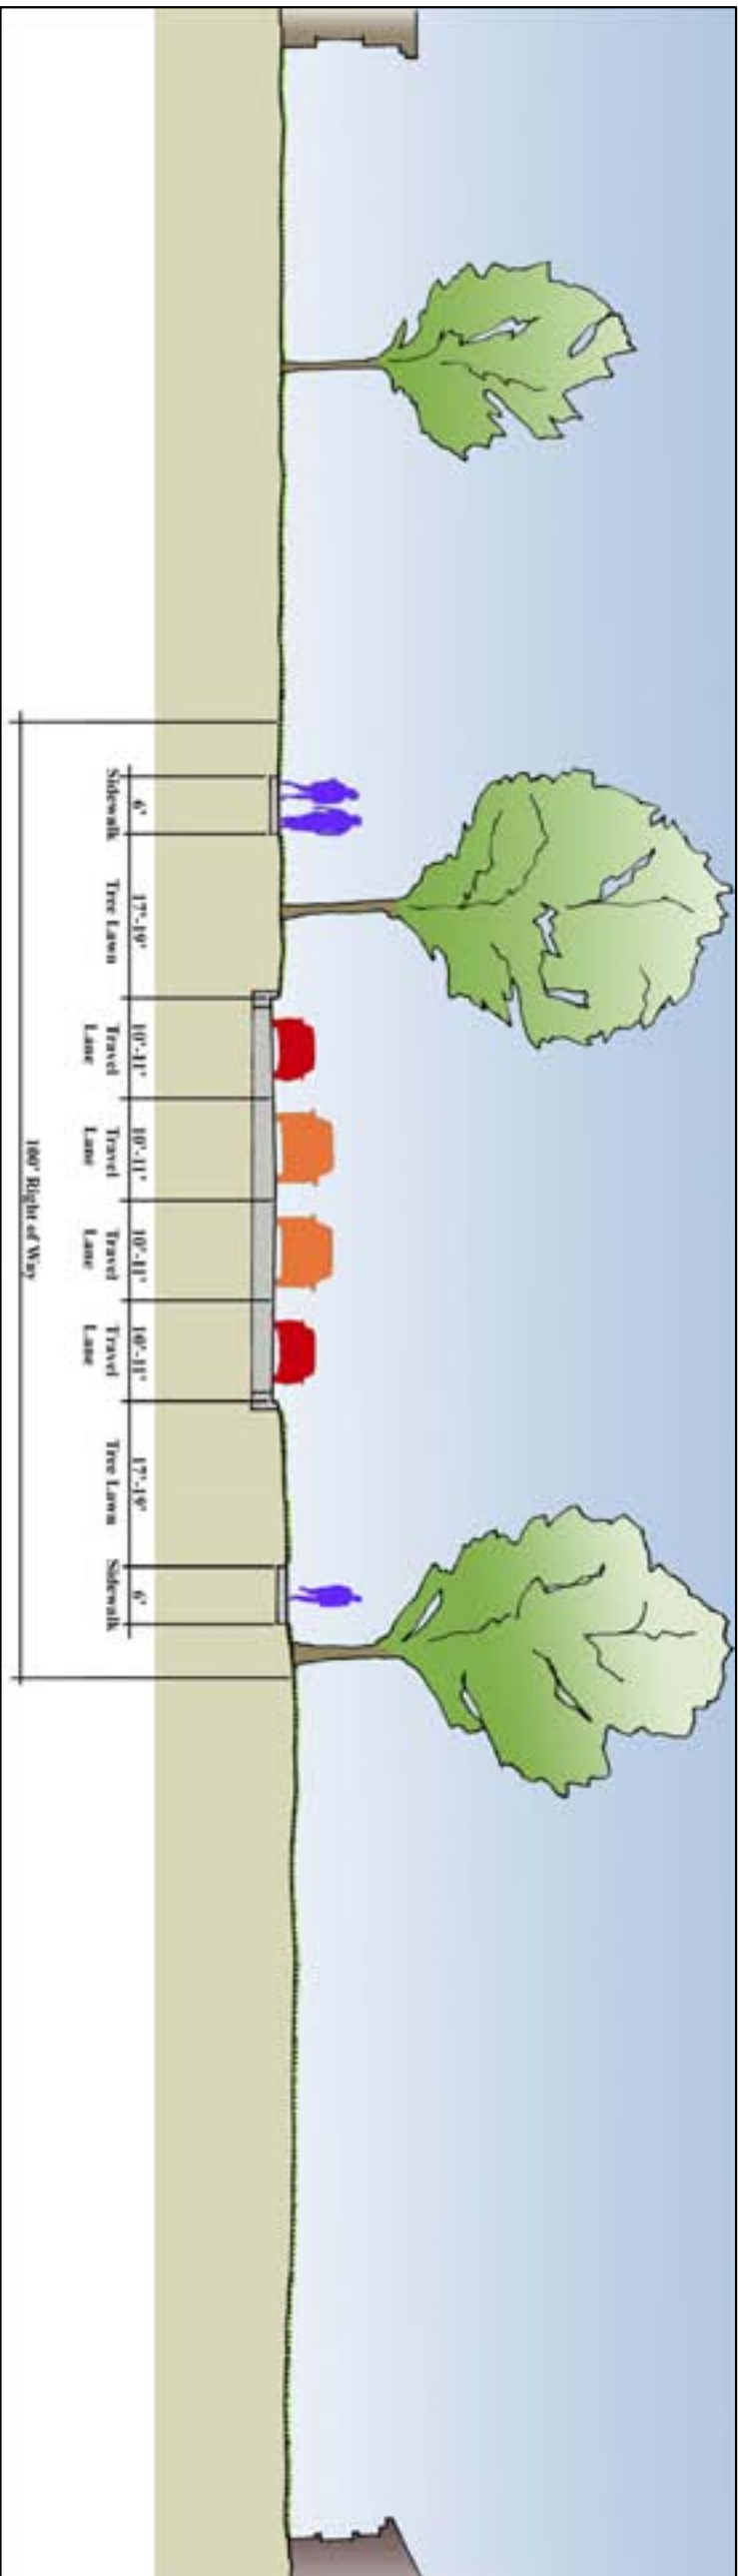 6'
17'-19'
10'-11'
10'-11'
10'-11'
10'-11'
17'-19'
6'
Sidewalk
Tree Lawn
Travel
Lane
Travel
Lane
Travel
Lane
Travel
Lane
Tree Lawn
Sidewalk
100' Right of Way